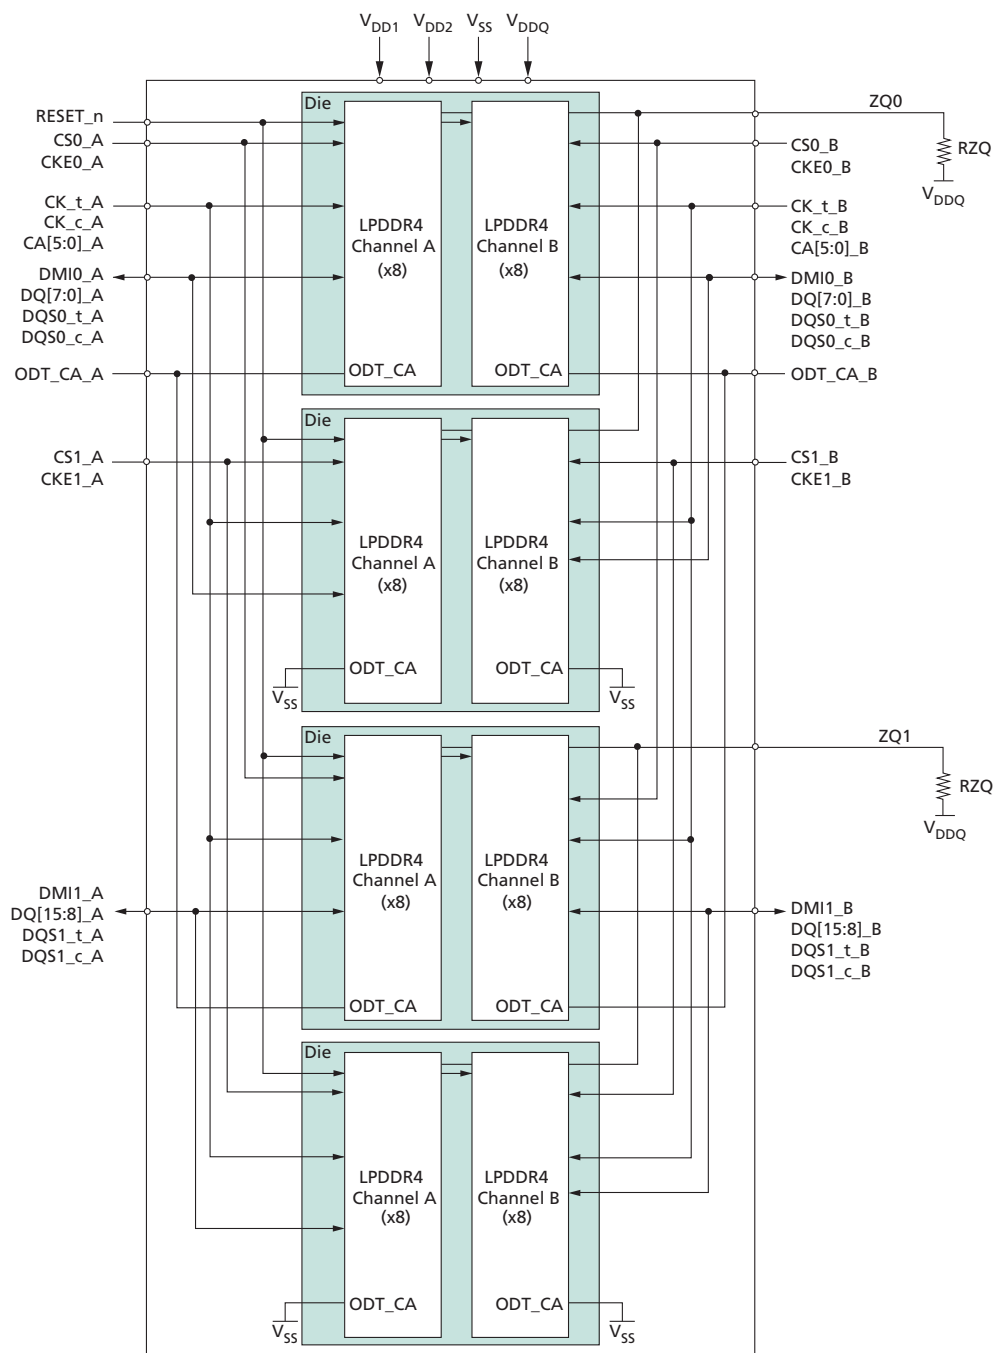 VDD1 VDD2 VSS VDDQ
Die
RESET_n
CS0_A
CKE0_A
CK_t_A
CK_c_A
CA[5:0]_A
DMI0_A
DQ[7:0]_A
DQS0_t_A
DQS0_c_A
ODT_CA_A
LPDDR4
Channel A
(x8)
ODT_CA
LPDDR4
Channel B
(x8)
ODT_CA
ZQ0
RZQ
VDDQ
CS0_B
CKE0_B
CK_t_B
CK_c_B
CA[5:0]_B
DMI0_B
DQ[7:0]_B
DQS0_t_B
DQS0_c_B
ODT_CA_B
Die
CS1_A
CKE1_A
LPDDR4
Channel A
(x8)
ODT_CA
VSS
LPDDR4
Channel B
(x8)
ODT_CA
VSS
CS1_B
CKE1_B
Die
LPDDR4
Channel A
(x8)
ODT_CA
LPDDR4
Channel B
(x8)
ODT_CA
ZQ1
RZQ
VDDQ
DMI1_A
DQ[15:8]_A
DQS1_t_A
DQS1_c_A
DMI1_B
DQ[15:8]_B
DQS1_t_B
DQS1_c_B
Die
LPDDR4
Channel A
(x8)
ODT_CA
VSS
LPDDR4
Channel B
(x8)
ODT_CA
VSS